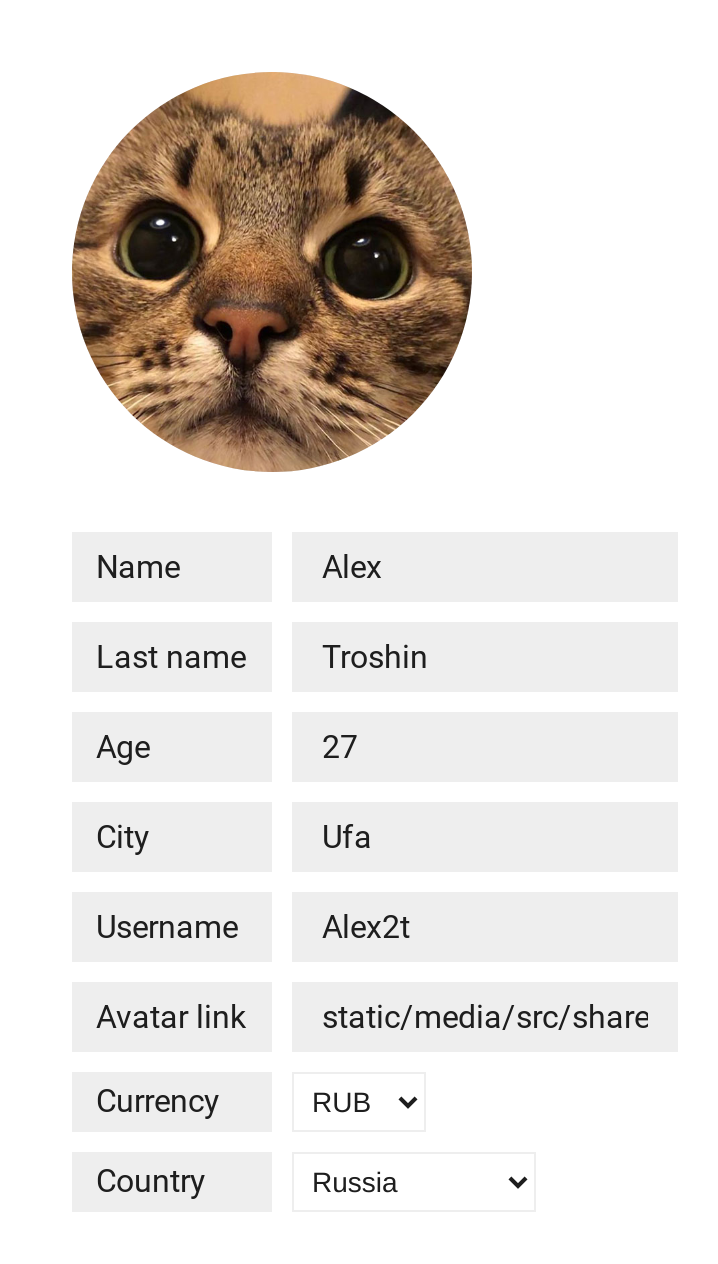 Name Alex
Last name Troshin
Age 27
City Ufa
Username Alex2t
Avatar link static/media/src/share
Currency RUB
Country Russia